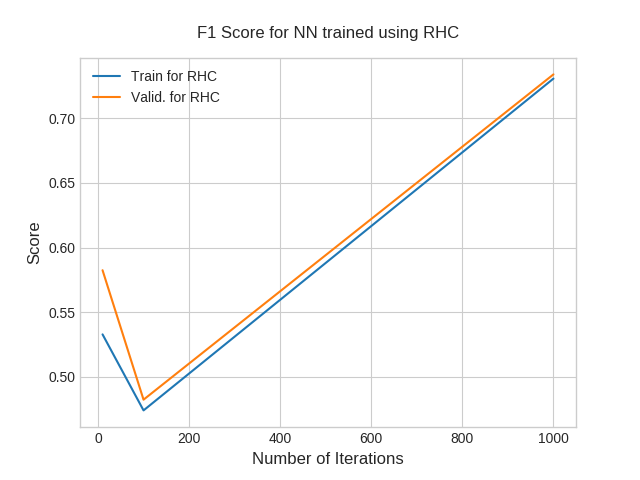 F1 Score for NN trained using RHC
Train for RHC
Valid. for RHC
0.70
0.65
0.60
0.55
0.50
Score
0
200
400
600
800
1000
Number of Iterations